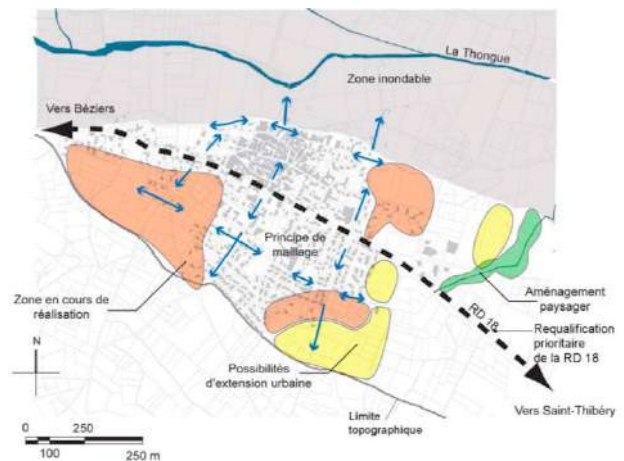 La Thongue
Zone inondable
Vers Béziers
Principe de
maillage
Zone en cours de
réalisation
Aménagement
paysager
RD 18
Requalification
prioritaire
de la RD 18
Possibilités
d'extension urbaine
N
Limite
topographique
Vers Saint-Thibéry
0 250
100 250 m